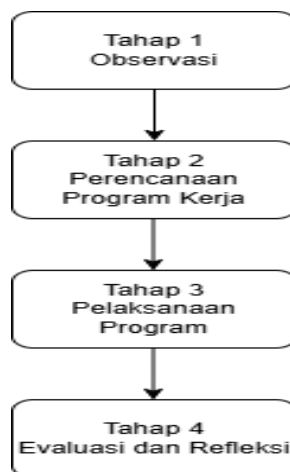 Tahap 1
Observasi
Tahap 2
Perencanaan
Program Kerja
Tahap 3
Pelaksanaan
Program
Tahap 4
Evaluasi dan Refleksi